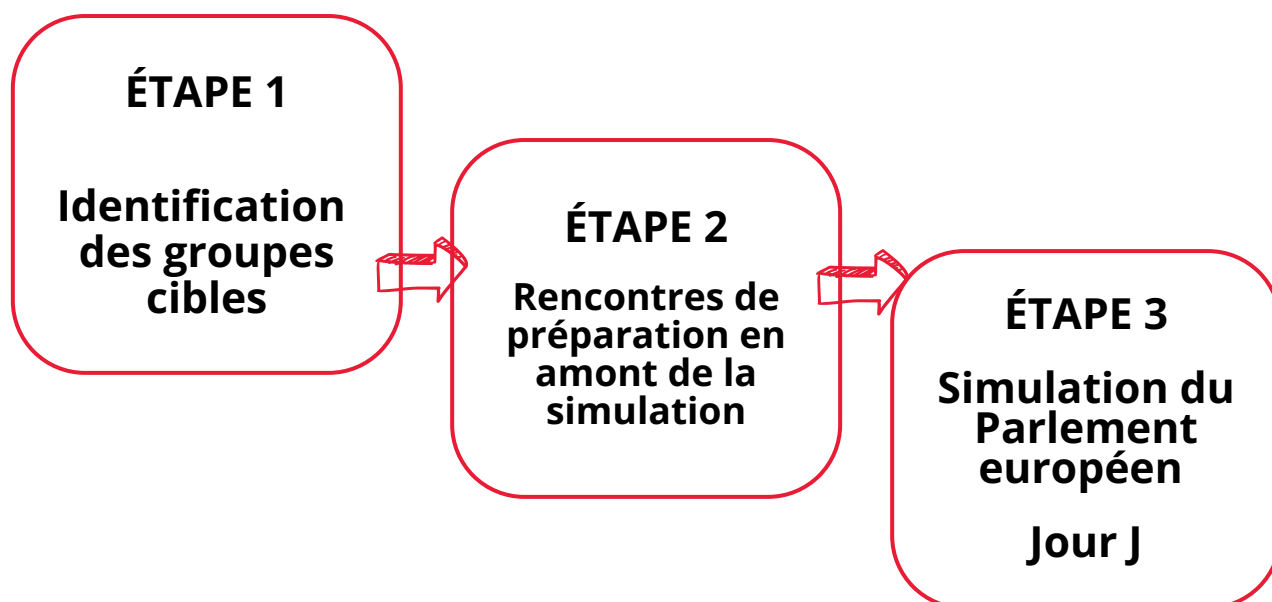 ÉTAPE 1
Identification
des groupes
cibles
ÉTAPE 2
Rencontres de
préparation en
amont de la
simulation
ÉTAPE 3
Simulation du
Parlement
européen
Jour J